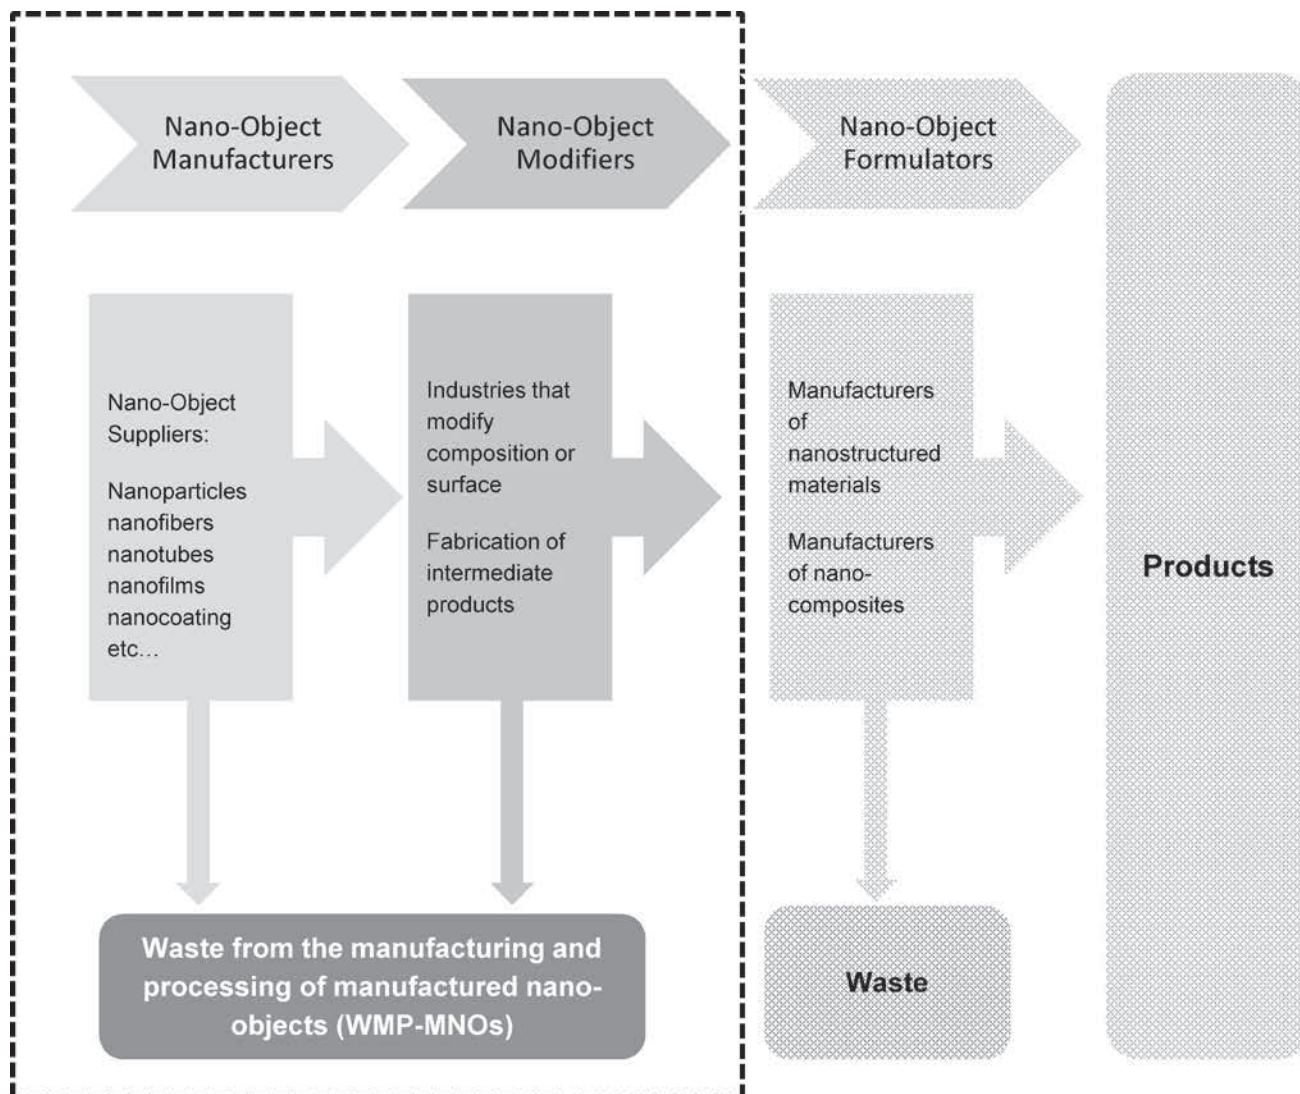 Nano-Object
Manufacturers
Nano-Object
Modifiers
Nano-Object
Formulators
Nano-Object
Suppliers:
Nanoparticles
nanofibers
nanotubes
nanofilms
nanocoating
etc...
Industries that
modify
composition or
surface
Fabrication of
intermediate
products
Manufacturers
of
nanostructured
materials
Manufacturers
of nano-
composites
Products
Waste from the manufacturing and
processing of manufactured nano-
objects (WMP-MNOs)
Waste